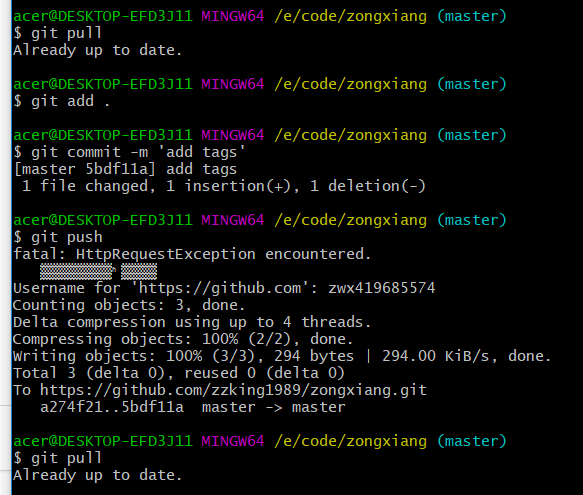 acer@DESKTOP-EFD3J11 MINGW64 /e/code/zongxiang (master)
$ git pull
Already up to date.
acer@DESKTOP-EFD3J11 MINGW64 /e/code/zongxiang (master)
$ git add .
acer@DESKTOP-EFD3J11 MINGW64 /e/code/zongxiang (master)
$ git commit -m 'add tags'
[master 5bdf11a] add tags
1 file changed, 1 insertion(+), 1 deletion(-)
acer@DESKTOP-EFD3J11 MINGW64 /e/code/zongxiang (master)
$ git push
fatal: HttpRequestException encountered.
Username for 'https://github.com': zwx419685574
Counting objects: 3, done.
Delta compression using up to 4 threads.
Compressing objects: 100% (2/2), done.
Writing objects: 100% (3/3), 294 bytes | 294.00 KiB/s, done.
Total 3 (delta 0), reused 0 (delta 0)
To https://github.com/zzking1989/zongxiang.git
a274f21..5bdf11a master -> master
acer@DESKTOP-EFD3J11 MINGW64 /e/code/zongxiang (master)
$ git pull
Already up to date.